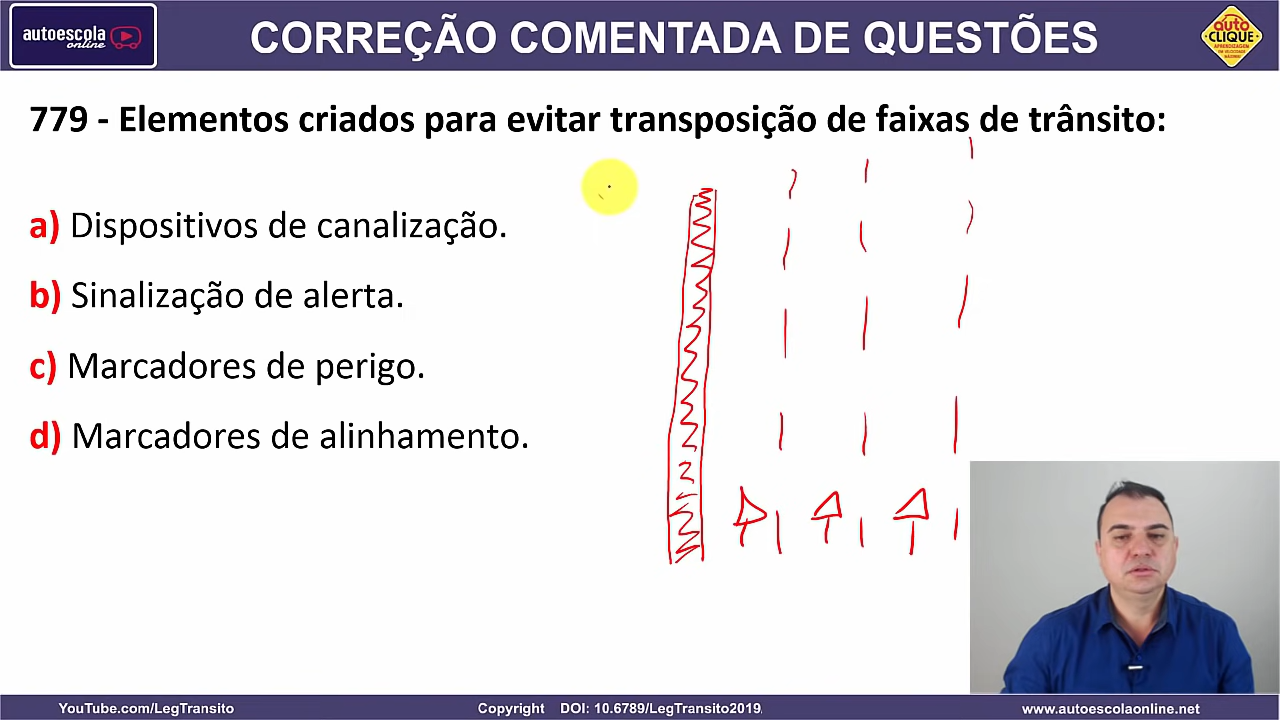 autoescola
online
CORREÇÃO COMENTADA DE QUESTÕES
auto
CLIQUE
779 - Elementos criados para evitar transposição de faixas de trânsito:
a) Dispositivos de canalização.
b) Sinalização de alerta.
c) Marcadores de perigo.
d) Marcadores de alinhamento.
YouTube.com/LegTransito Copyright DOI: 10.6789/LegTransito2019 www.autoescolaonline.net